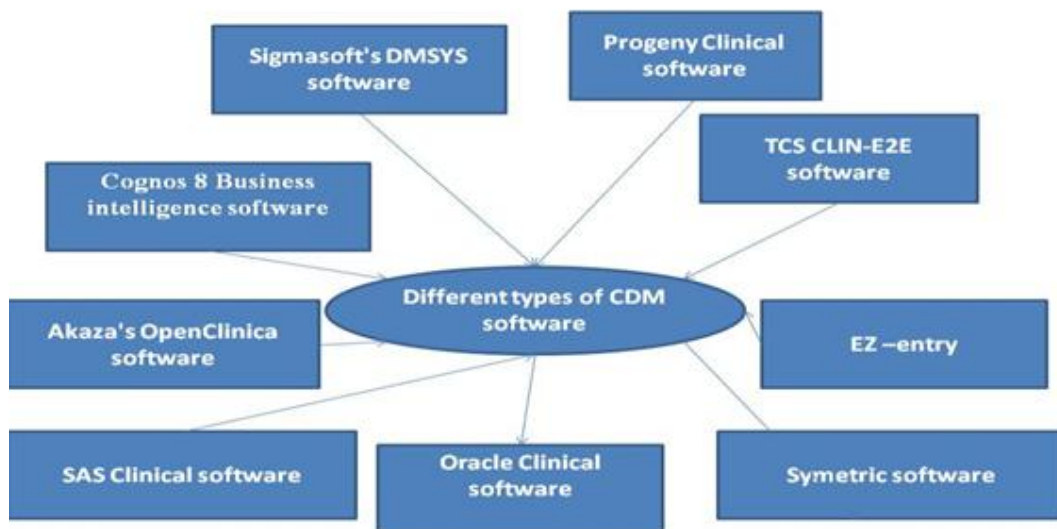 Sigmasoft's DMSYS
software
Progeny Clinical
software
TCS CLIN-E2E
software
Cognos 8 Business
intelligence software
Different types of CDM
software
Akaza's OpenClinica
software
EZ –entry
SAS Clinical software
Oracle Clinical
software
Symetric software